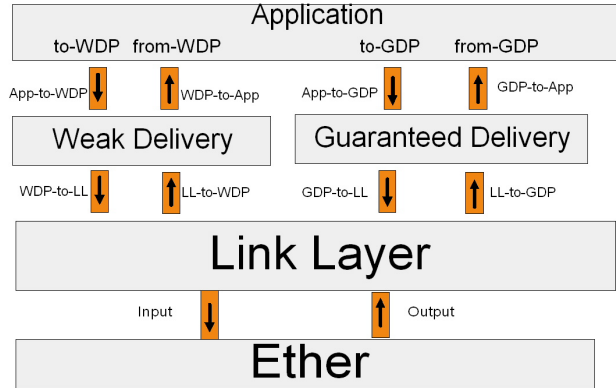 Application
to-WDP from-WDP to-GDP from-GDP
App-to-WDP WDP-to-App App-to-GDP GDP-to-App
Weak Delivery Guaranteed Delivery
WDP-to-LL LL-to-WDP GDP-to-LL LL-to-GDP
Link Layer
Input Output
Ether